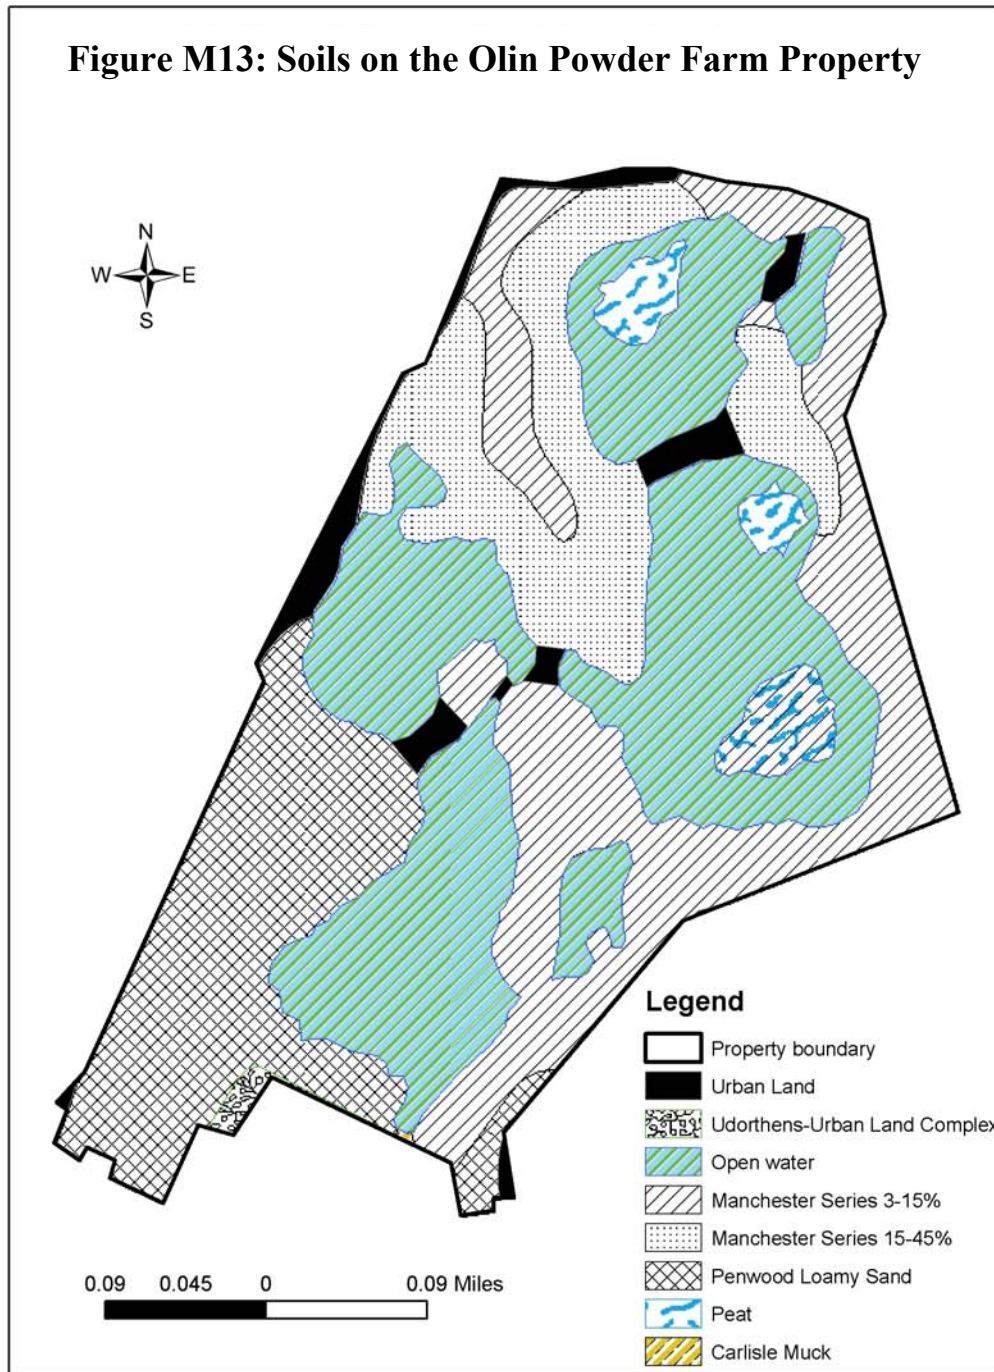 Figure M13: Soils on the Olin Powder Farm Property
N
W E
S
Legend
Property boundary
Urban Land
Udorthens-Urban Land Complex
Open water
Manchester Series 3-15%
Manchester Series 15-45%
Penwood Loamy Sand
Peat
Carlisle Muck
0.09 0.045 0 0.09 Miles